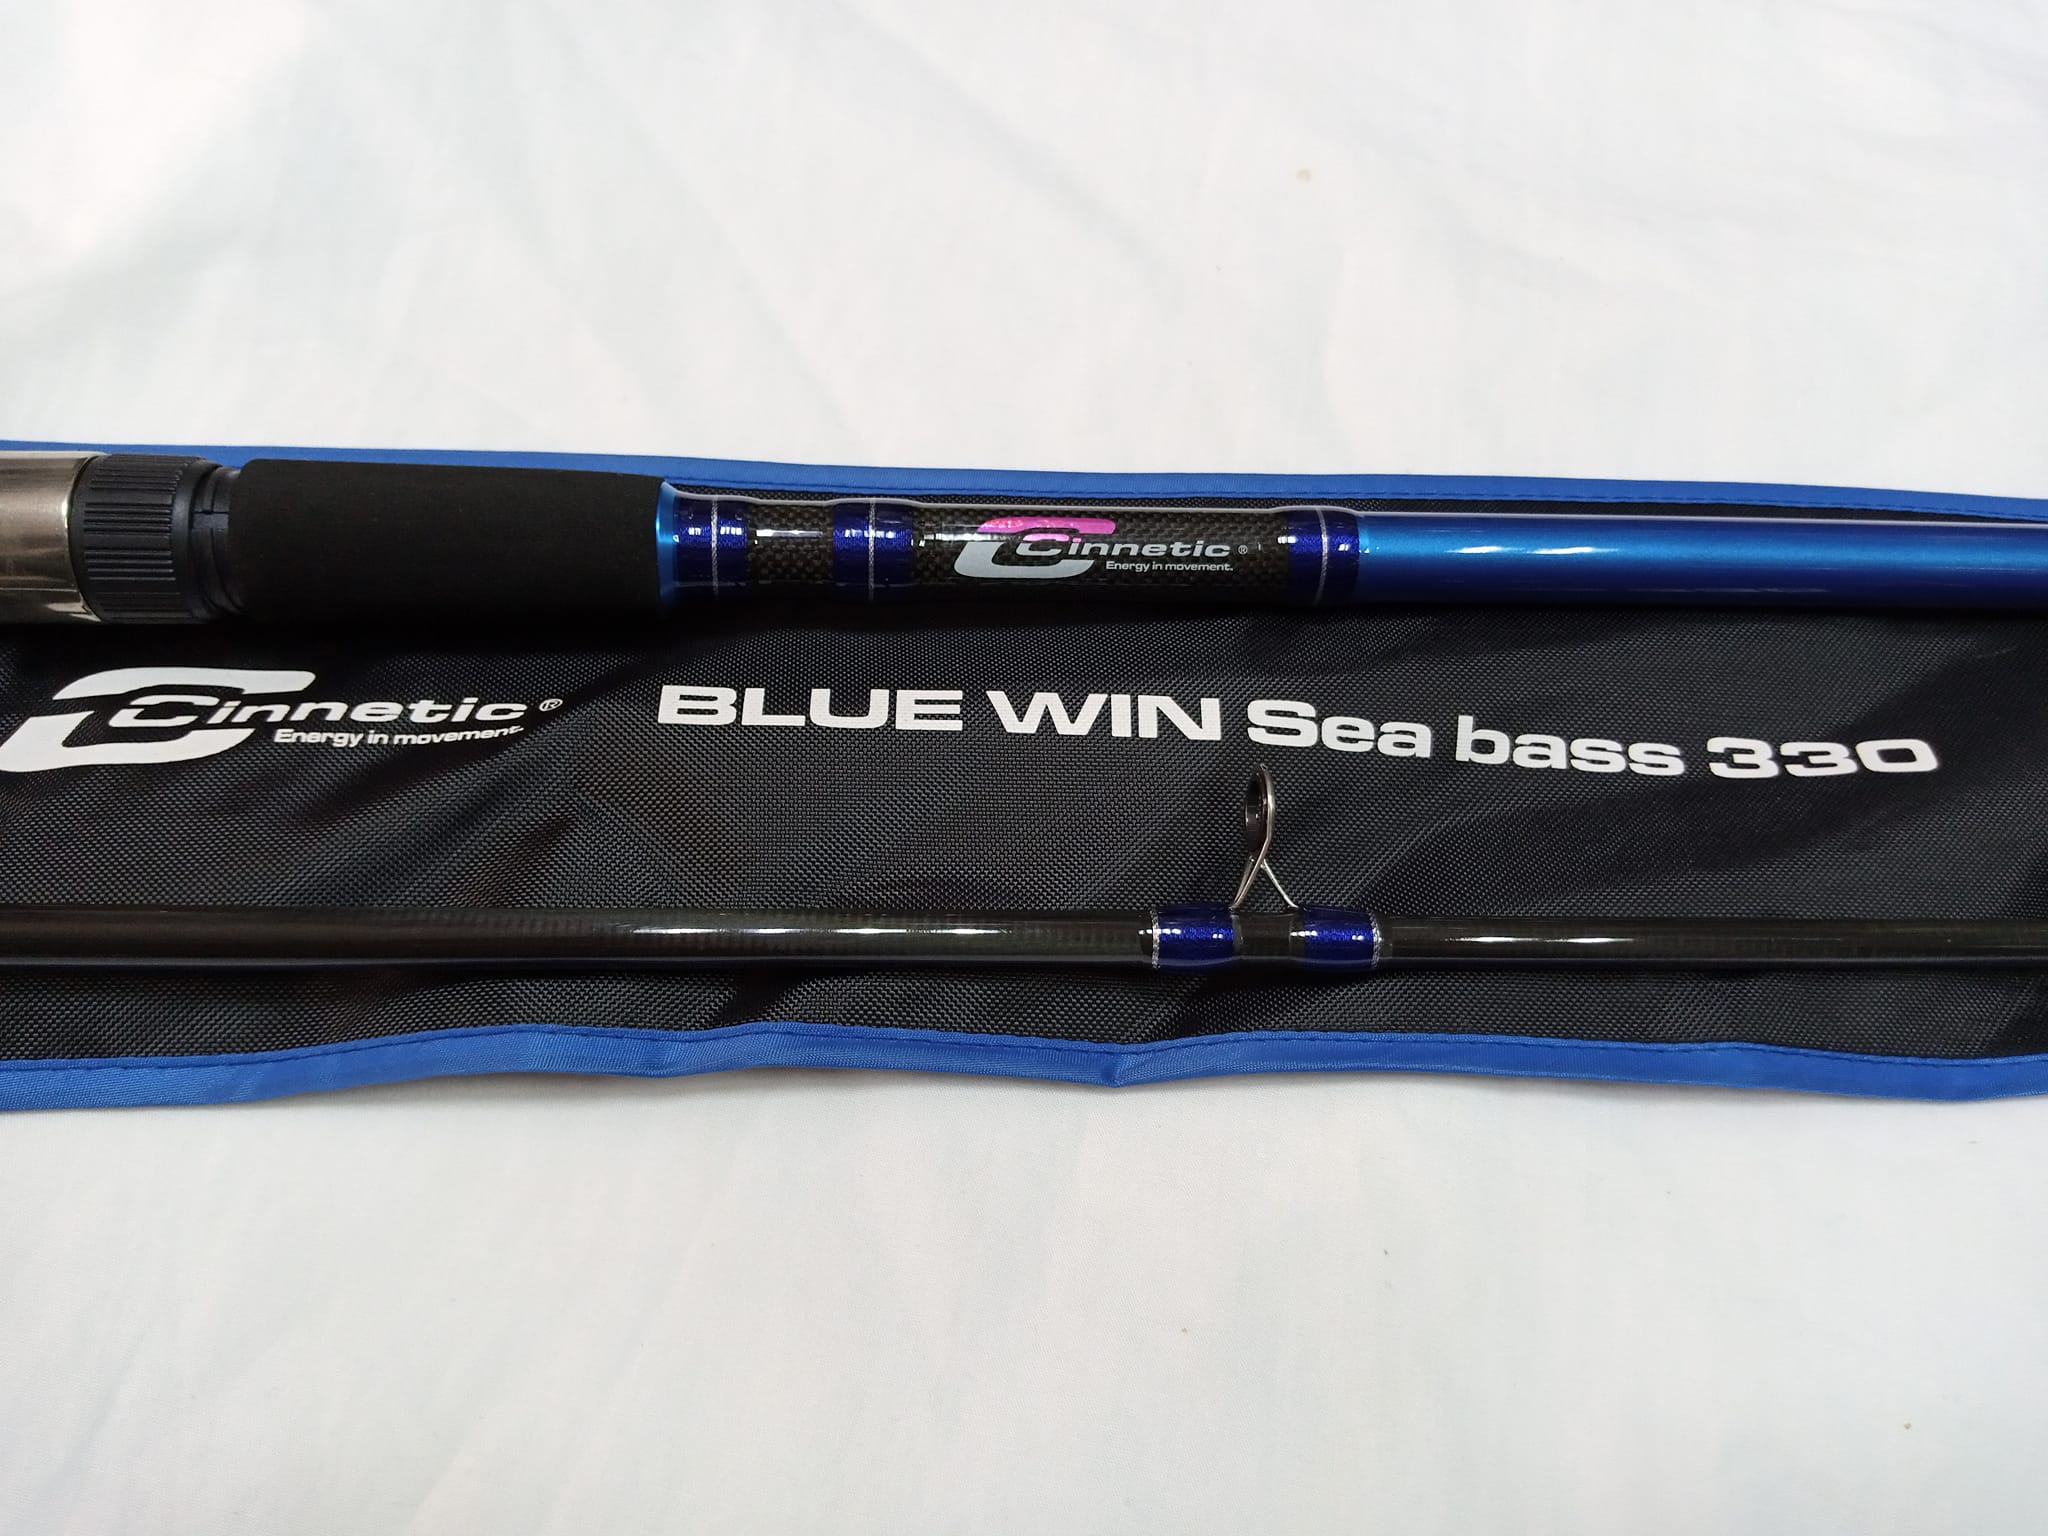 Cinnetic®
Energy in movement.
Cinnetic®
Energy in movement.
BLUE WIN Sea bass 330